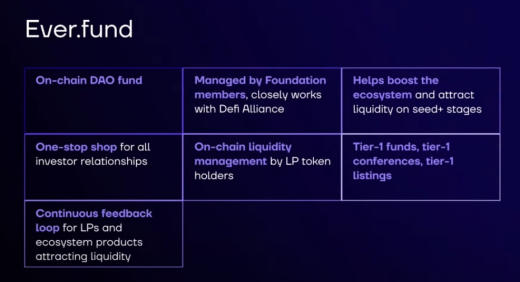 Ever.fund
On-chain DAO fund
Managed by Foundation
members, closely works
with Defi Alliance
Helps boost the
ecosystem and attract
liquidity on seed+ stages
One-stop shop for all
investor relationships
On-chain liquidity
management by LP token
holders
Tier-1 funds, tier-1
conferences, tier-1
listings
Continuous feedback
loop for LPs and
ecosystem products
attracting liquidity